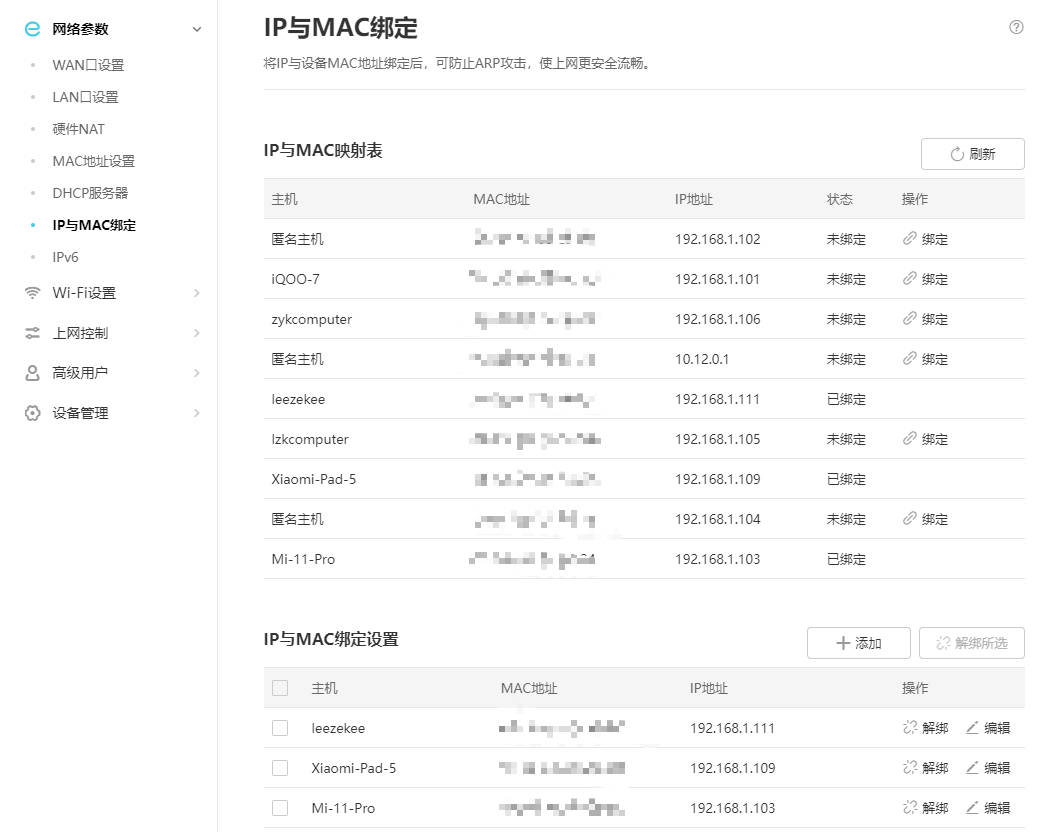 网络参数
WAN口设置
LAN口设置
硬件NAT
MAC地址设置
DHCP服务器
IP与MAC绑定
IPv6
Wi-Fi设置
上网控制
高级用户
设备管理
IP与MAC绑定
将IP与设备MAC地址绑定后，可防止ARP攻击，使上网更安全流畅。
IP与MAC映射表
刷新
主机 MAC地址 IP地址 状态 操作
匿名主机 192.168.1.102 未绑定 绑定
iQOO-7 192.168.1.101 未绑定 绑定
zykcomputer 192.168.1.106 未绑定 绑定
匿名主机 10.12.0.1 未绑定 绑定
leezekee 192.168.1.111 已绑定
lzkcomputer 192.168.1.105 未绑定 绑定
Xiaomi-Pad-5 192.168.1.109 已绑定
匿名主机 192.168.1.104 未绑定 绑定
Mi-11-Pro 192.168.1.103 已绑定
IP与MAC绑定设置
添加 解绑所选
主机 MAC地址 IP地址 操作
leezekee 192.168.1.111 解绑 编辑
Xiaomi-Pad-5 192.168.1.109 解绑 编辑
Mi-11-Pro 192.168.1.103 解绑 编辑